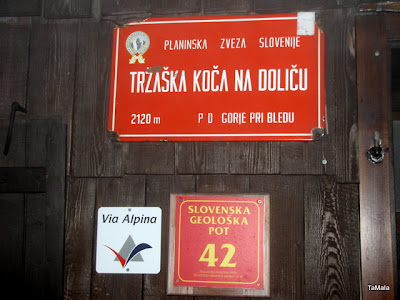 PLANINSKA ZVEZA SLOVENIJE
TRŽAŠKA KOČA NA DOLIČU
2120 m P D GORJE PRI BLEDU
Via Alpina
SLOVENSKA
GEOLOŠKA
POT
42
TaMala